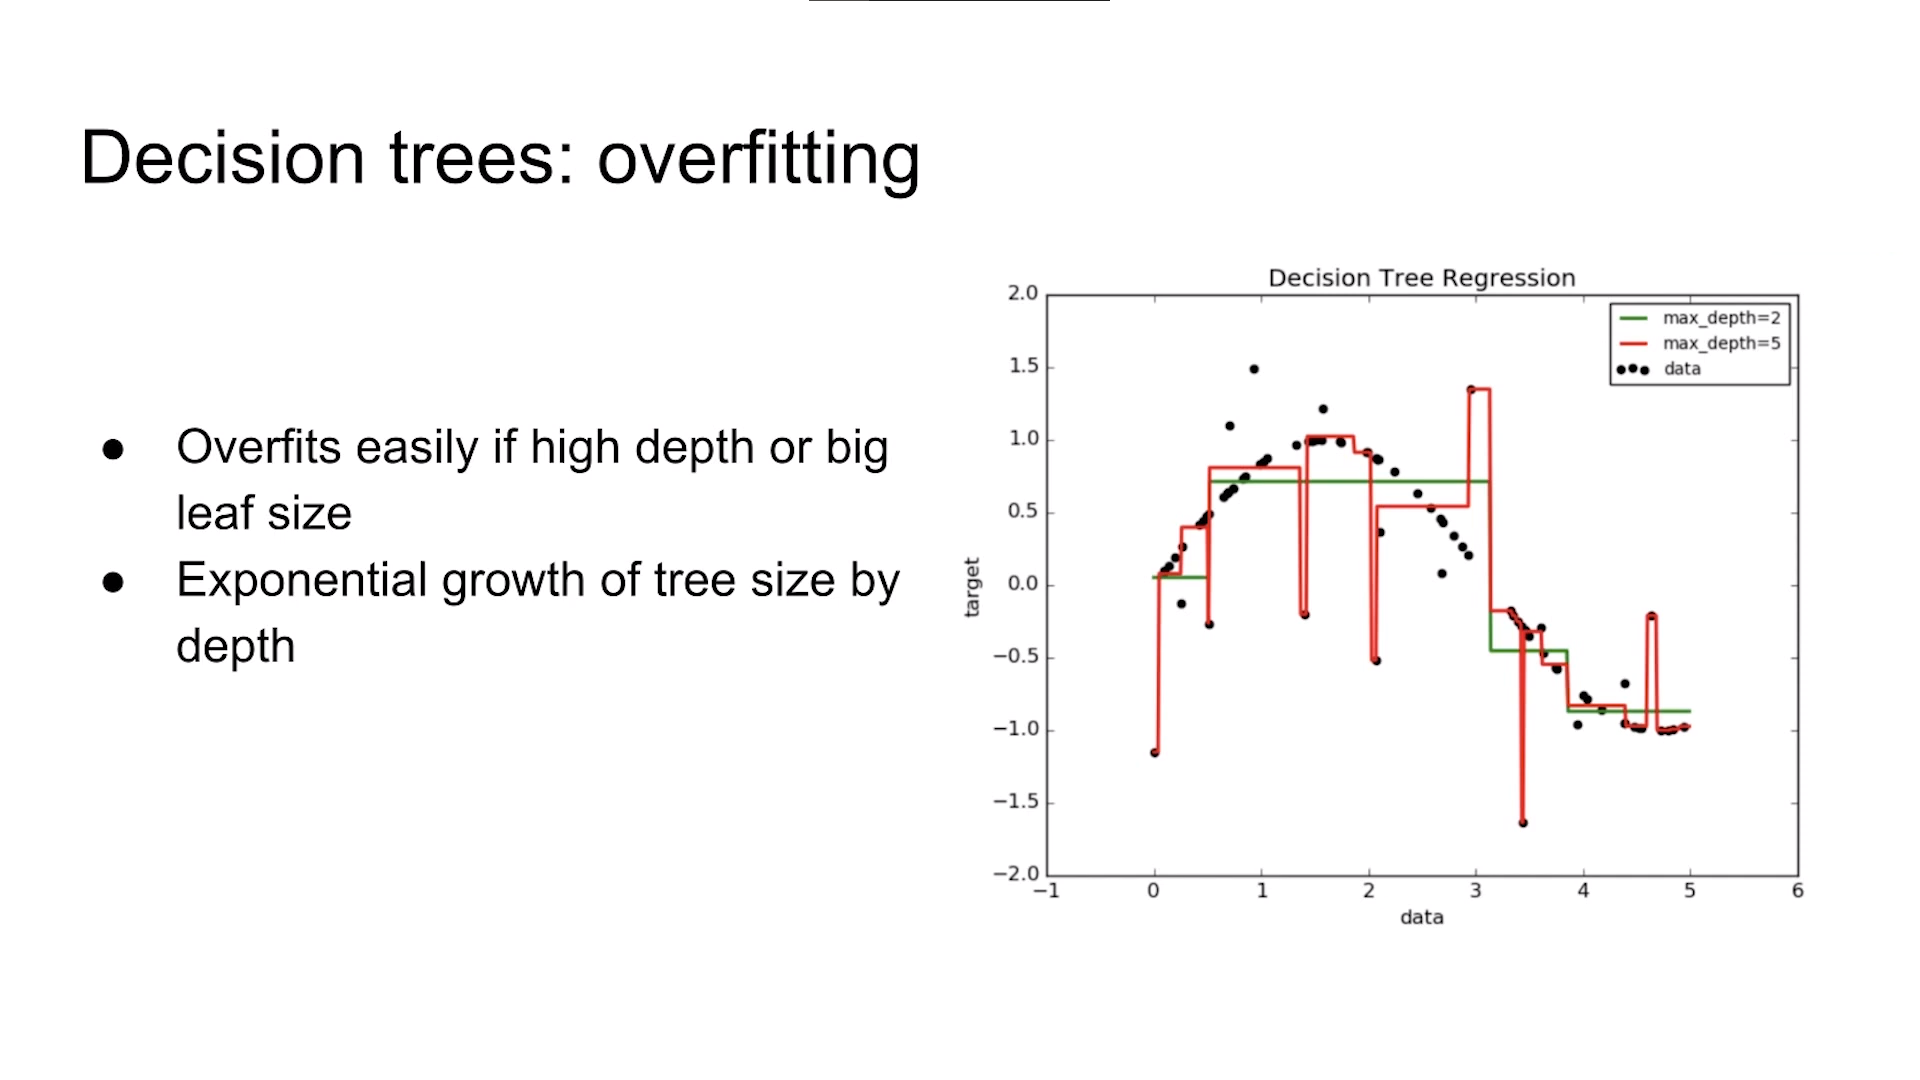 Decision trees: overfitting
● Overfits easily if high depth or big
leaf size
● Exponential growth of tree size by
depth
Decision Tree Regression
max_depth=2
max_depth=5
data
2.0
1.5
1.0
0.5
0.0
−0.5
−1.0
−1.5
−2.0
target
−1 0 1 2 3 4 5 6
data